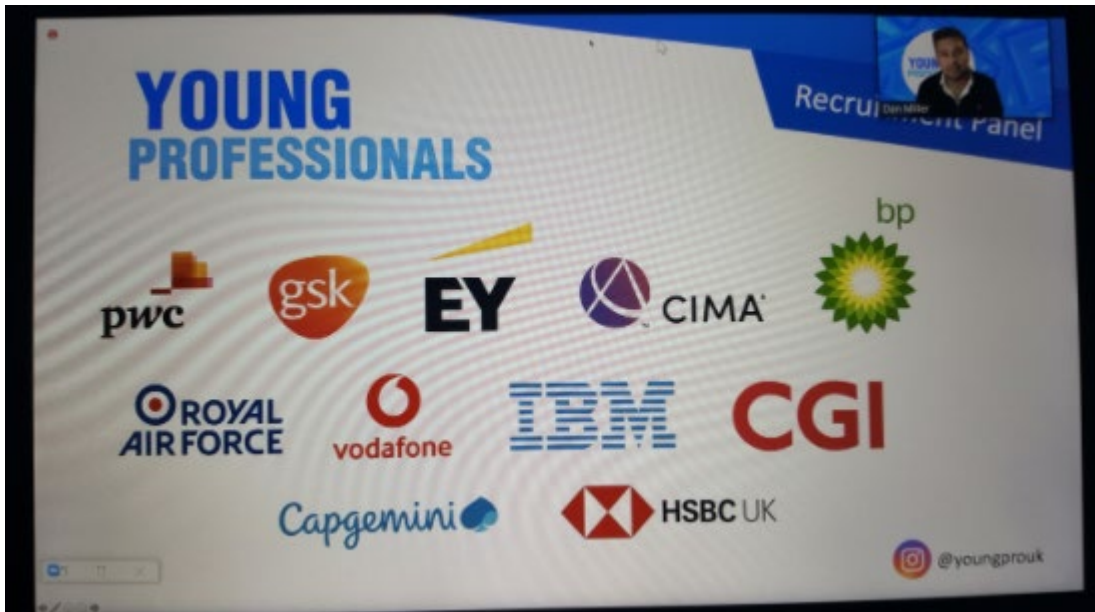 YOUNG
PROFESSIONALS
Recruitment Panel
Dan Miller
bp
pwc
gsk
EY
CIMA
ROYAL
AIR FORCE
vodafone
IBM
CGI
Capgemini
HSBC UK
@youngprouk